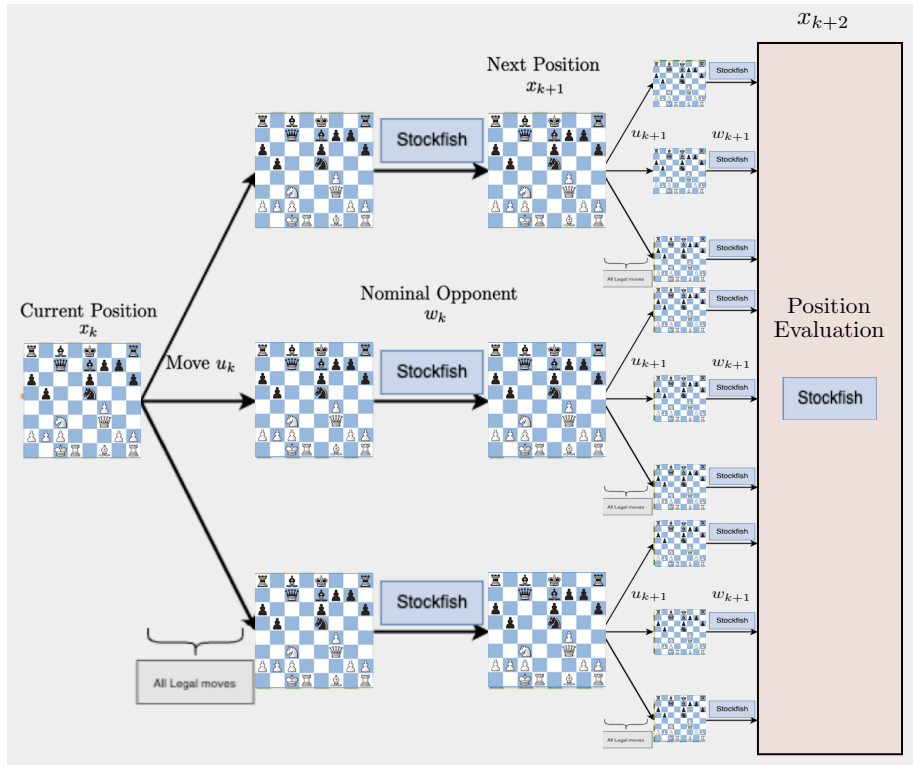 x_{k+2}
Next Position
x_{k+1}
Stockfish
Stockfish
u_{k+1}
w_{k+1}
Stockfish
Stockfish
All Legal moves
Current Position
x_k
Move u_k
Nominal Opponent
w_k
Stockfish
Stockfish
u_{k+1}
w_{k+1}
Stockfish
Stockfish
All Legal moves
Position
Evaluation
Stockfish
Stockfish
Stockfish
u_{k+1}
w_{k+1}
Stockfish
Stockfish
All Legal moves
All Legal moves